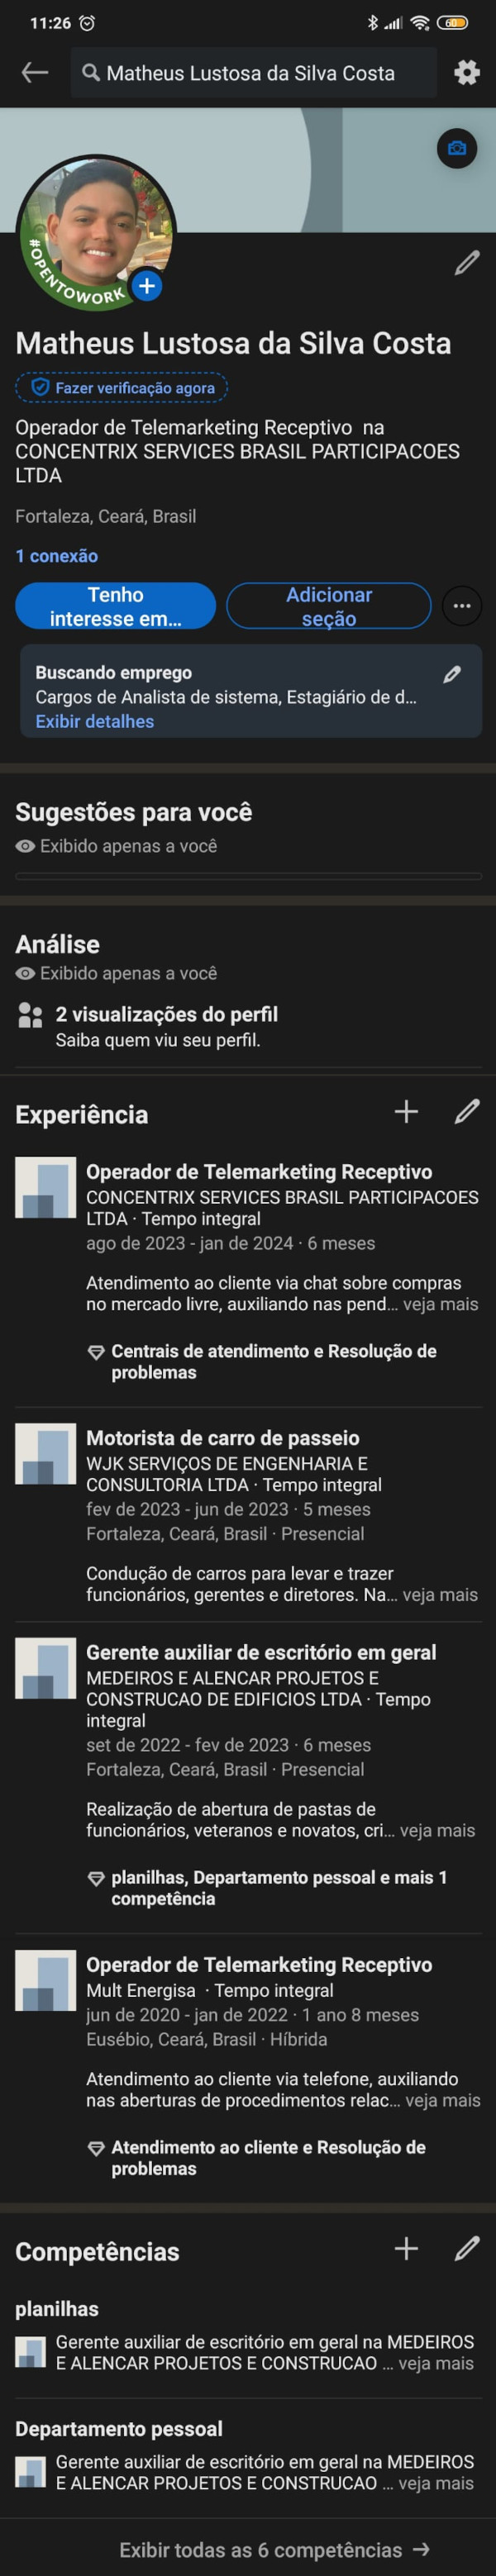 11:26
60
Matheus Lustosa da Silva Costa
#OPENTOWORK
Matheus Lustosa da Silva Costa
Fazer verificação agora
Operador de Telemarketing Receptivo na
CONCENTRIX SERVICES BRASIL PARTICIPACOES
LTDA
Fortaleza, Ceará, Brasil
1 conexão
Tenho
interesse em...
Adicionar
seção
Buscando emprego
Cargos de Analista de sistema, Estagiário de d...
Exibir detalhes
Sugestões para você
Exibido apenas a você
Análise
Exibido apenas a você
2 visualizações do perfil
Saiba quem viu seu perfil.
Experiência
Operador de Telemarketing Receptivo
CONCENTRIX SERVICES BRASIL PARTICIPACOES
LTDA · Tempo integral
ago de 2023 - jan de 2024 · 6 meses
Atendimento ao cliente via chat sobre compras
no mercado livre, auxiliando nas pend... veja mais
Centrais de atendimento e Resolução de
problemas
Motorista de carro de passeio
WJK SERVIÇOS DE ENGENHARIA E
CONSULTORIA LTDA · Tempo integral
fev de 2023 - jun de 2023 · 5 meses
Fortaleza, Ceará, Brasil · Presencial
Condução de carros para levar e trazer
funcionários, gerentes e diretores. Na... veja mais
Gerente auxiliar de escritório em geral
MEDEIROS E ALENCAR PROJETOS E
CONSTRUCAO DE EDIFICIOS LTDA · Tempo
integral
set de 2022 - fev de 2023 · 6 meses
Fortaleza, Ceará, Brasil · Presencial
Realização de abertura de pastas de
funcionários, veteranos e novatos, cri... veja mais
planilhas, Departamento pessoal e mais 1
competência
Operador de Telemarketing Receptivo
Mult Energisa · Tempo integral
jun de 2020 - jan de 2022 · 1 ano 8 meses
Eusébio, Ceará, Brasil · Híbrida
Atendimento ao cliente via telefone, auxiliando
nas aberturas de procedimentos relac... veja mais
Atendimento ao cliente e Resolução de
problemas
Competências
planilhas
Gerente auxiliar de escritório em geral na MEDEIROS
E ALENCAR PROJETOS E CONSTRUCAO ... veja mais
Departamento pessoal
Gerente auxiliar de escritório em geral na MEDEIROS
E ALENCAR PROJETOS E CONSTRUCAO ... veja mais
Exibir todas as 6 competências →